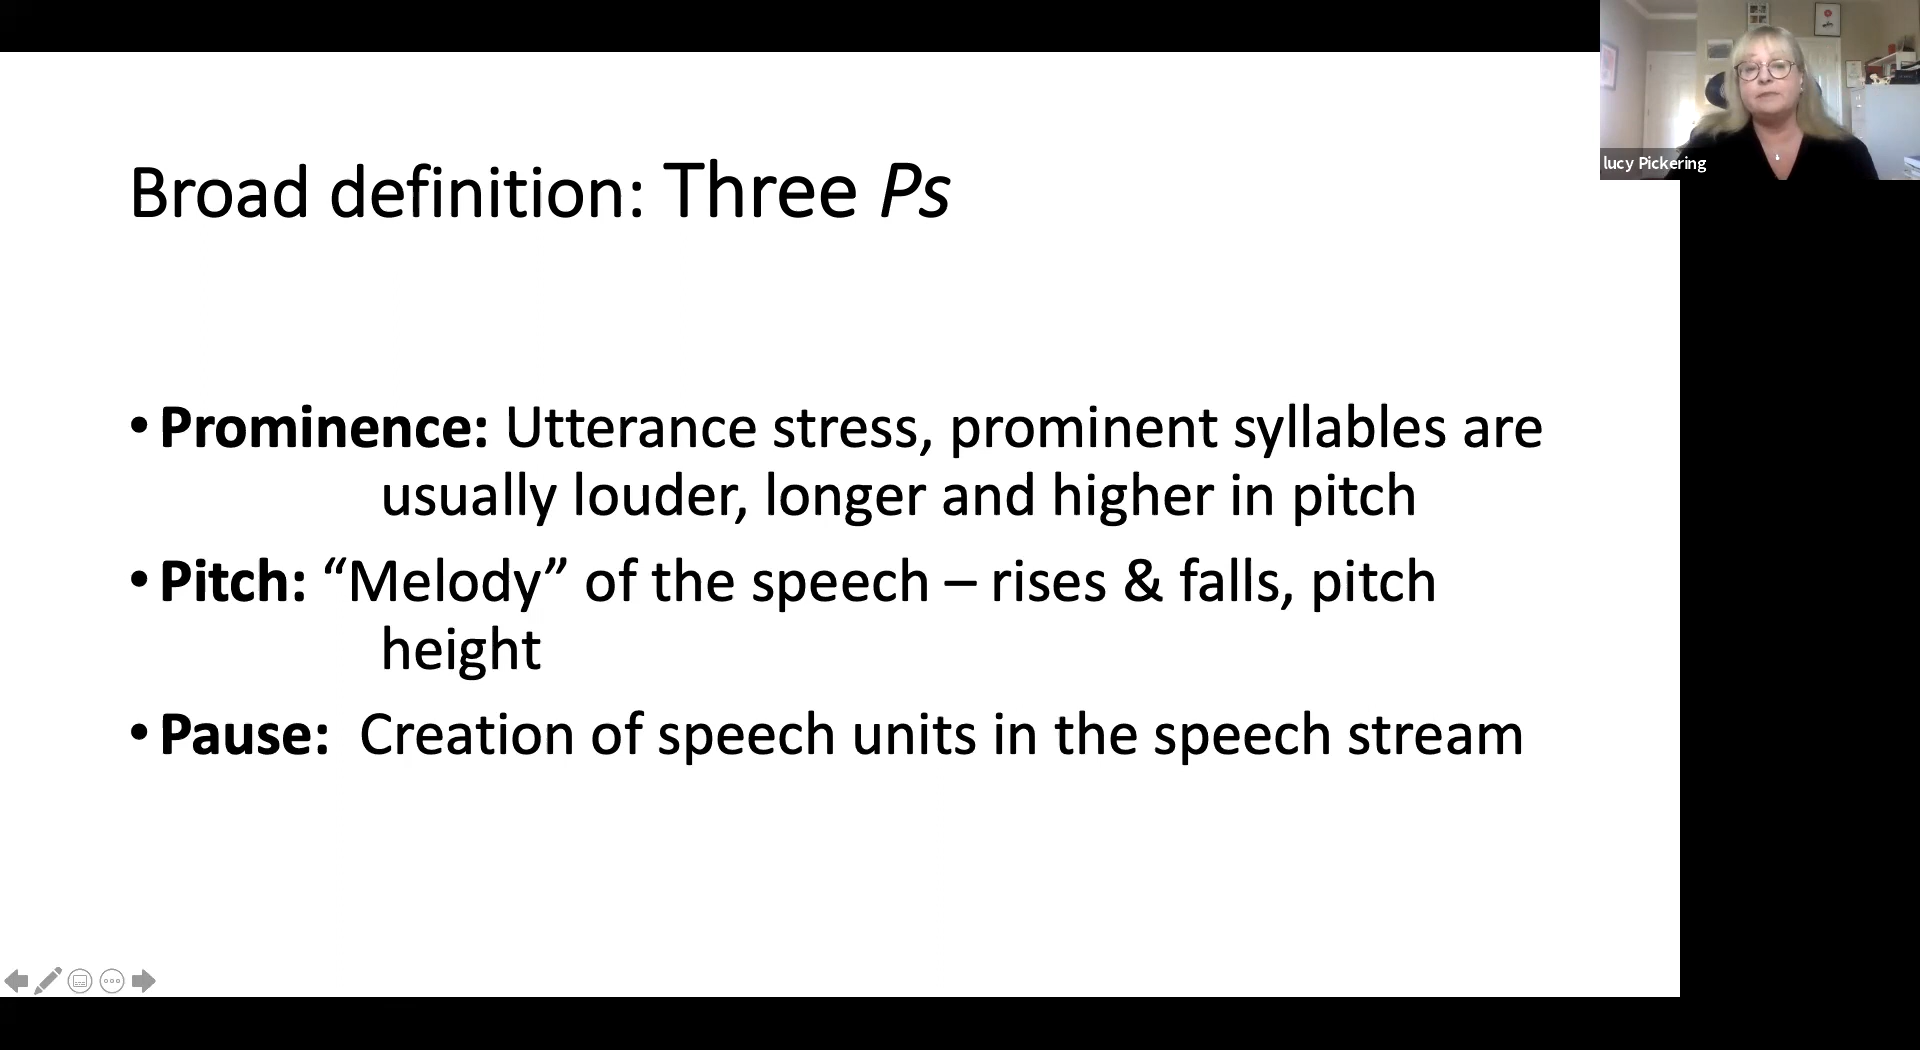 Broad definition: Three Ps
• Prominence: Utterance stress, prominent syllables are
usually louder, longer and higher in pitch
• Pitch: “Melody” of the speech – rises & falls, pitch
height
• Pause: Creation of speech units in the speech stream
lucy Pickering